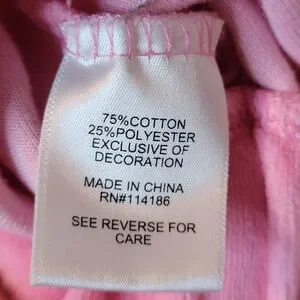 75%COTTON
25%POLYESTER
EXCLUSIVE OF
DECORATION
MADE IN CHINA
RN#114186
SEE REVERSE FOR
CARE